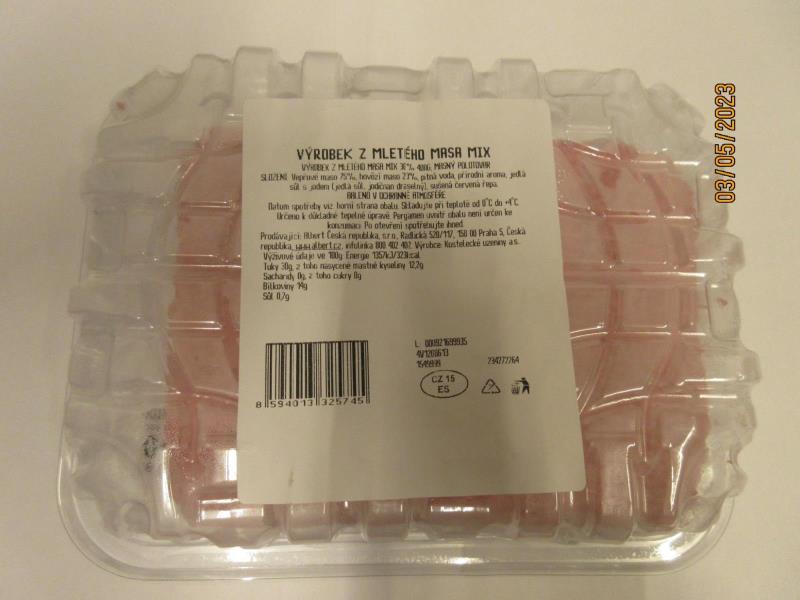 VÝROBEK Z MLETÉHO MASA MIX
VÝROBEK Z MLETÉHO MASA MIX 30%, 400G, MASNÝ POLOTOVAR
SLOŽENÍ: Vepřové maso 75%, hovězí maso 23%, pitná voda, přírodní aroma, jedlá
sůl s jodem (jedlá sůl, jodičnan draselný), sušená červená řepa.
BALENO V OCHRANNÉ ATMOSFÉŘE
Datum spotřeby viz. horní strana obalu. Skladujte při teplotě od 0°C do +4°C
Určeno k důkladné tepelné úpravě. Pergamen uvnitř obalu není určen ke
konzumaci. Po otevření spotřebujte ihned.
Prodávající: Albert Česká republika, s.r.o., Radlická 520/117, 158 00 Praha 5, Česká
republika, www.albert.cz, infolinka 800 402 402. Výrobce: Kostelecké uzeniny a.s.
Výživové údaje ve 100g: Energie 1357kJ/323kcal
Tuky 30g, z toho nasycené mastné kyseliny 12,2g
Sacharidy 0g, z toho cukry 0g
Bílkoviny 14g
Sůl 0,7g
L: 000921699935
4V1200613
1545999
234277726A
CZ 15
ES
8 594013 325745
03/05/2023